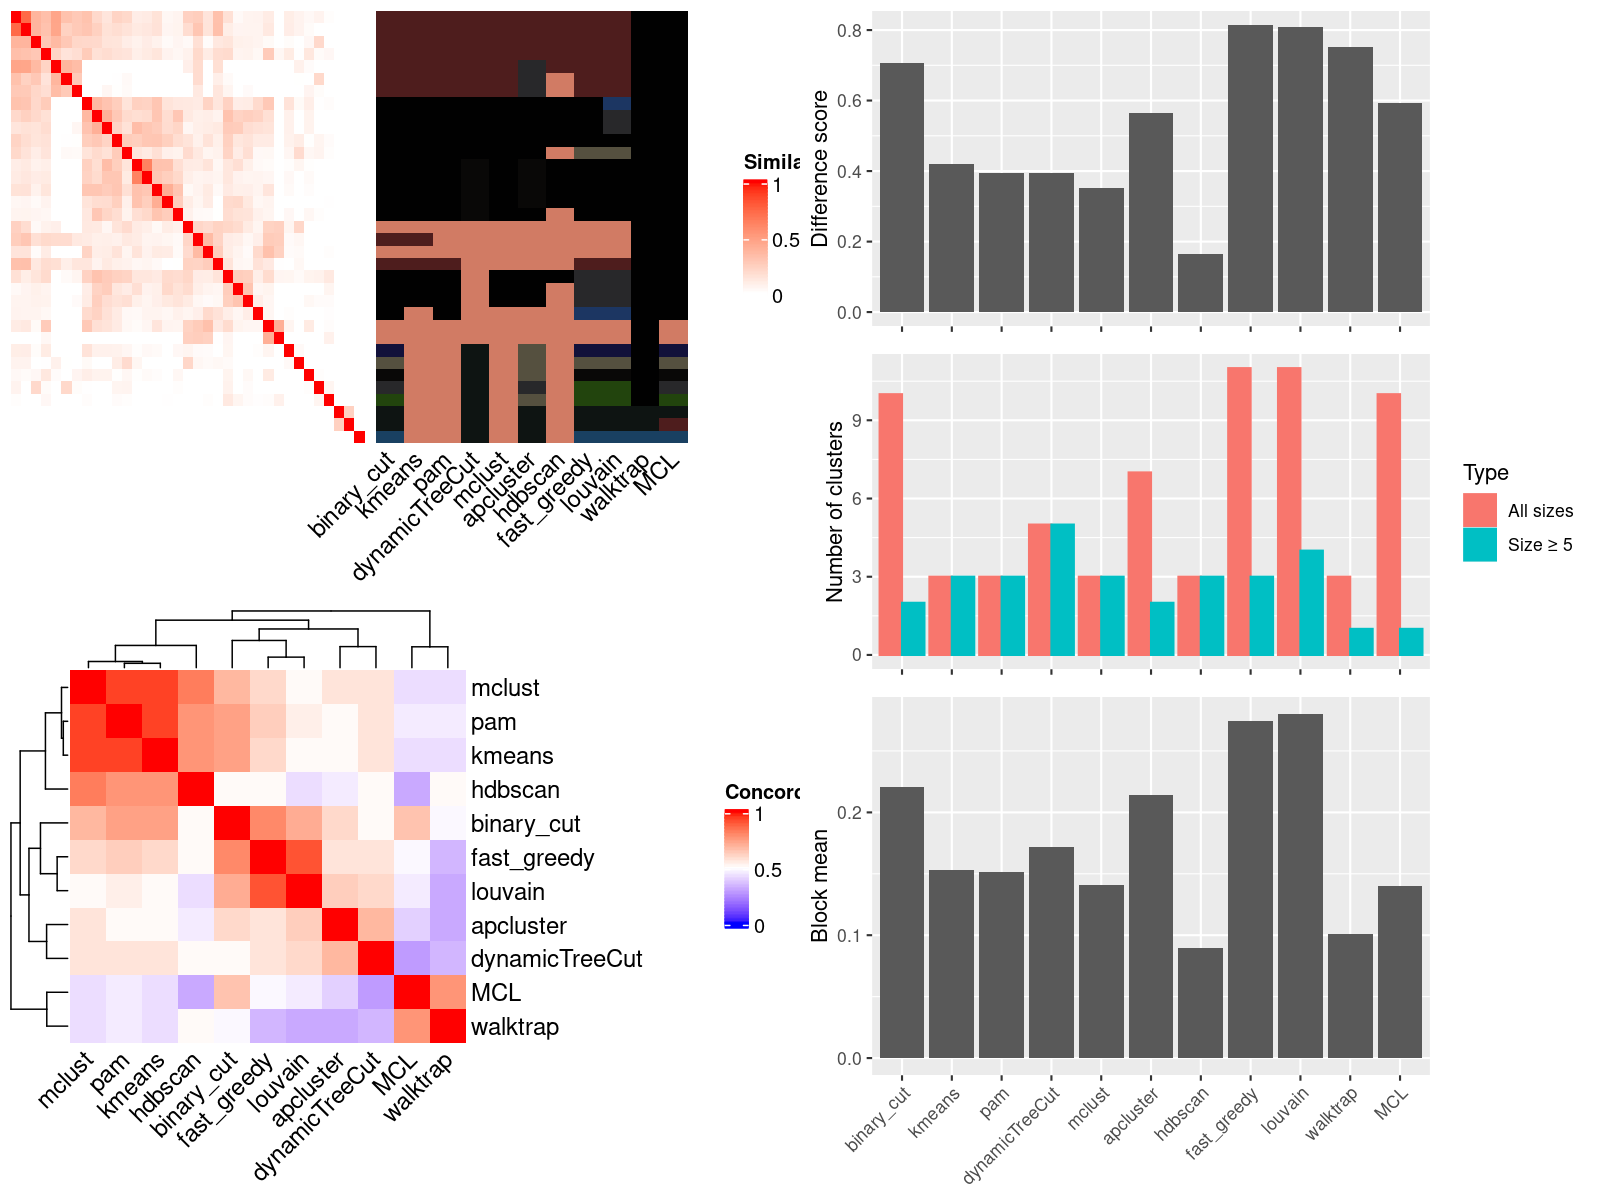 Simila
1
0.5
0
binary_cut
kmeans
pam
dynamicTreeCut
mclust
apcluster
hdbscan
fast_greedy
louvain
walktrap
MCL
mclust
pam
kmeans
hdbscan
binary_cut
fast_greedy
louvain
apcluster
dynamicTreeCut
MCL
walktrap
mclust
pam
kmeans
hdbscan
binary_cut
fast_greedy
louvain
apcluster
dynamicTreeCut
MCL
walktrap
Concord
1
0.5
0
Difference score
0.8
0.6
0.4
0.2
0.0
Number of clusters
9
6
3
0
Type
All sizes
Size ≥ 5
Block mean
0.2
0.1
0.0
binary_cut
kmeans
pam
dynamicTreeCut
mclust
apcluster
hdbscan
fast_greedy
louvain
walktrap
MCL